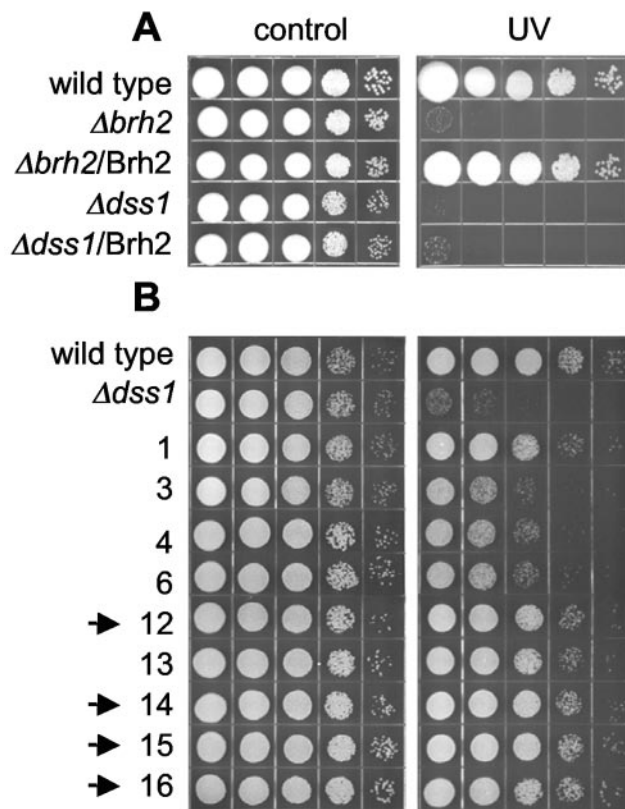 A
control
UV
wild type
Δbrh2
Δbrh2/Brh2
Δdss1
Δdss1/Brh2
B
wild type
Δdss1
1
3
4
6
12
13
14
15
16